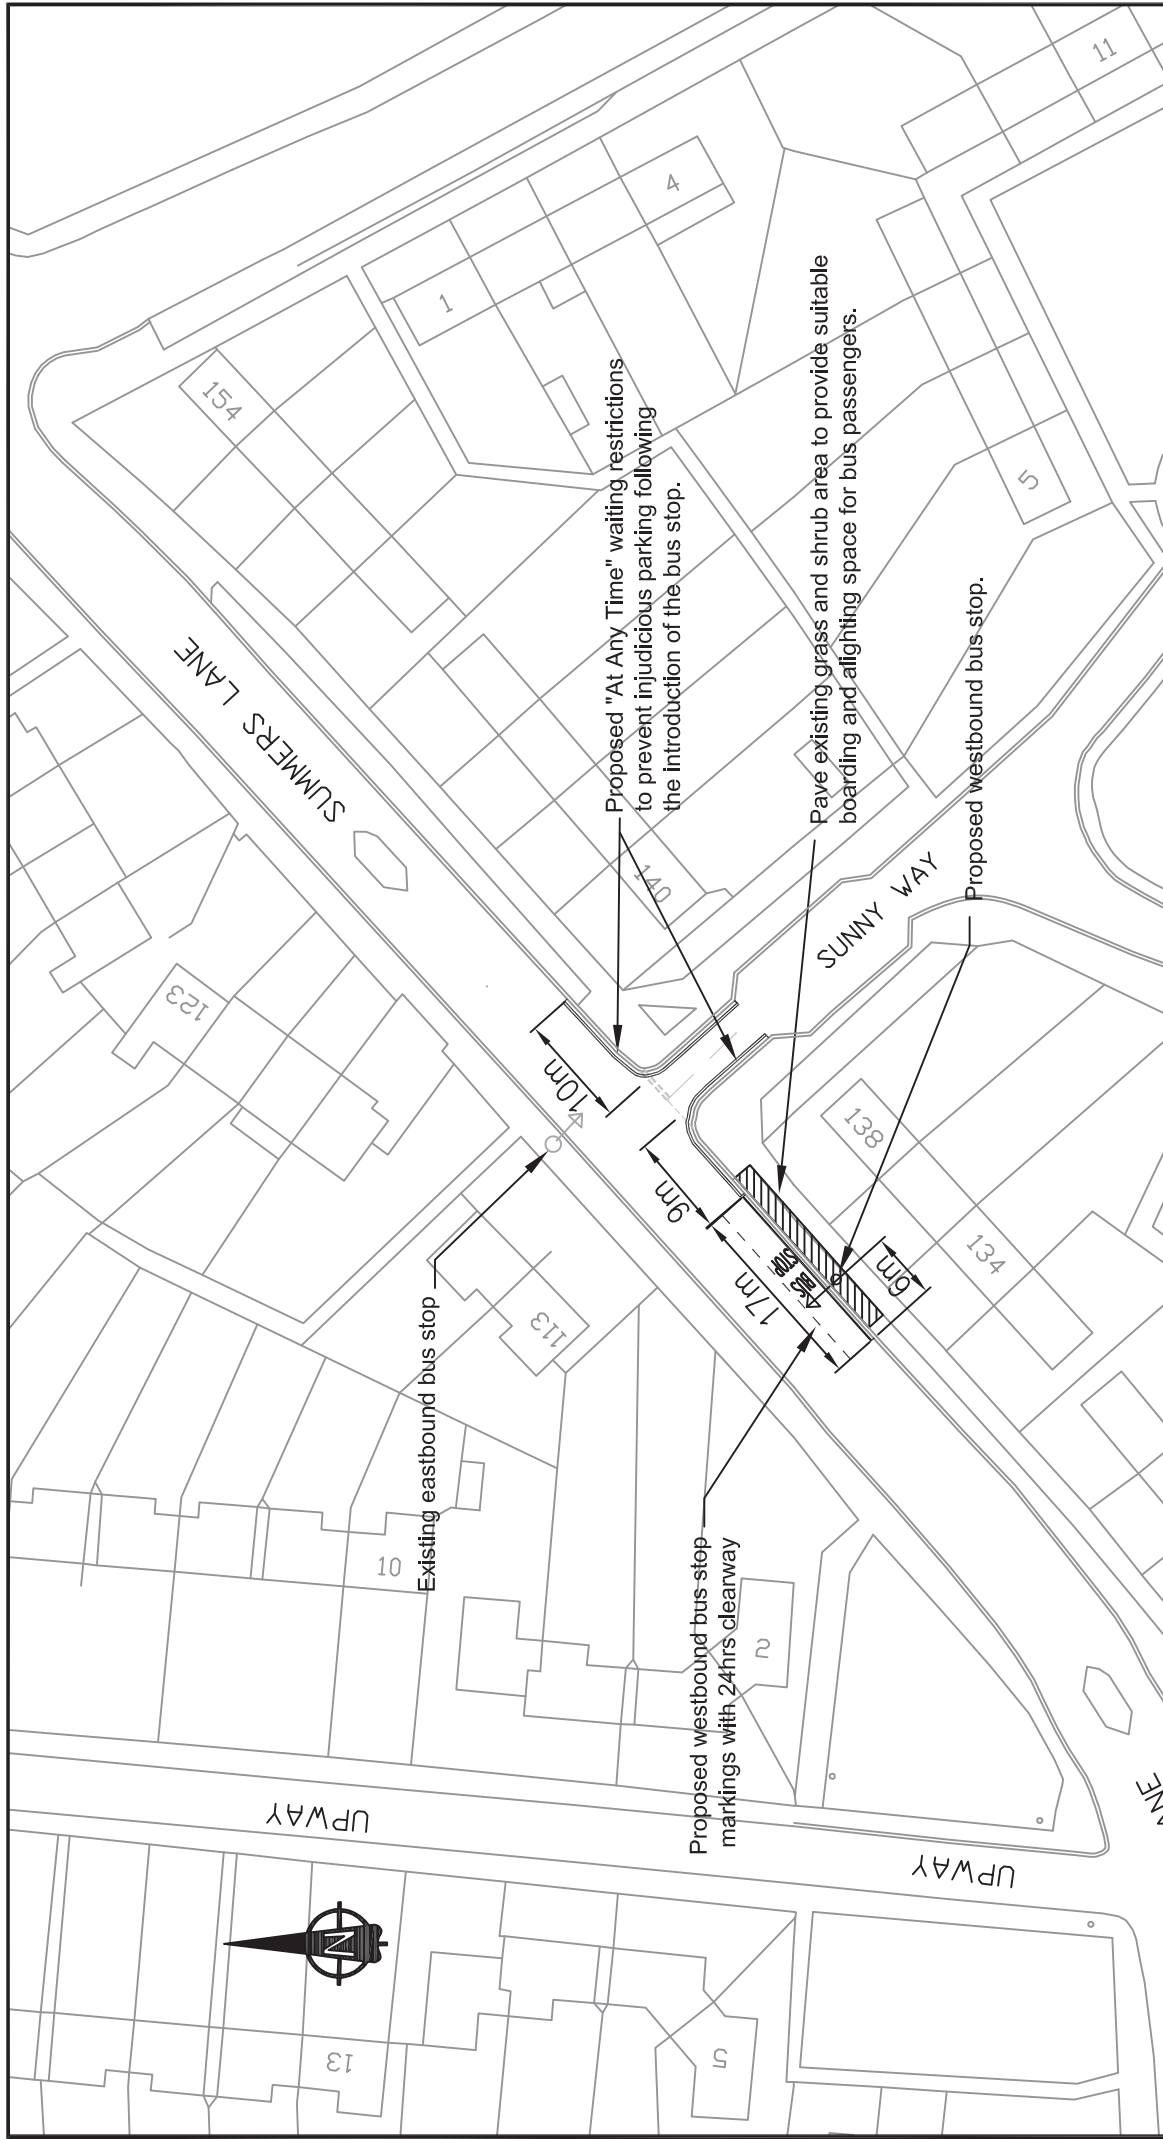 Proposed "At Any Time" waiting restrictions
to prevent injudicious parking following
the introduction of the bus stop.
Pave existing grass and shrub area to provide suitable
boarding and alighting space for bus passengers.
Proposed westbound bus stop.
Existing eastbound bus stop
Proposed westbound bus stop
markings with 24hrs clearway
SUMMERS LANE
SUNNY WAY
UPWAY
UPWAY
10m
9m
17m
6m
N
154
1
4
11
5
140
123
113
138
134
10
2
13
5